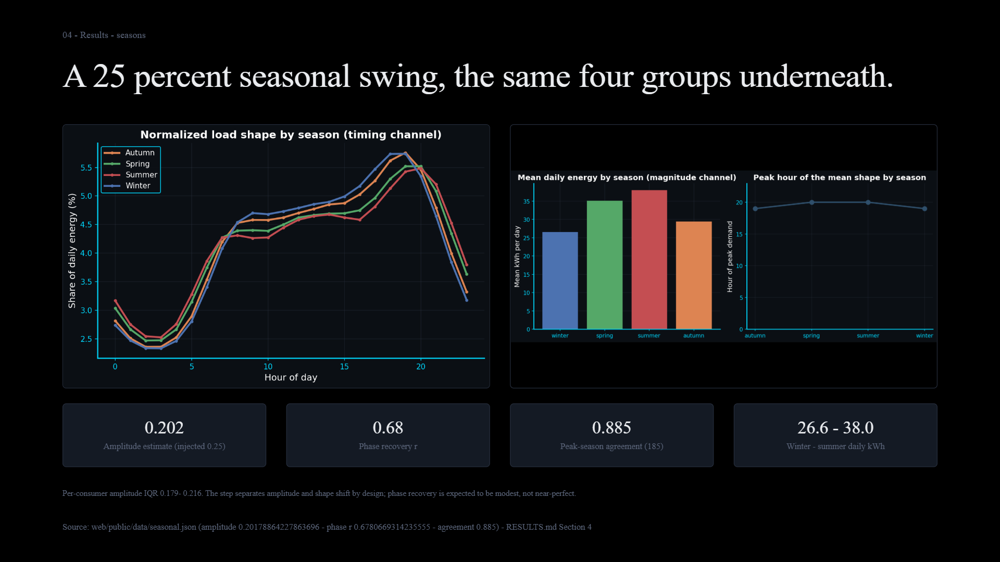 04 - Results - seasons
A 25 percent seasonal swing, the same four groups underneath.
Normalized load shape by season (timing channel)
Autumn
Spring
Summer
Winter
Share of daily energy (%)
5.5
5.0
4.5
4.0
3.5
3.0
2.5
0 5 10 15 20
Hour of day
Mean daily energy by season (magnitude channel)
Mean kWh per day
35
30
25
20
15
10
5
0
winter spring summer autumn
Peak hour of the mean shape by season
Hour of peak demand
20
15
10
5
0
autumn spring summer winter
0.202
Amplitude estimate (injected 0.25)
0.68
Phase recovery r
0.885
Peak-season agreement (185)
26.6 - 38.0
Winter - summer daily kWh
Per-consumer amplitude IQR 0.179- 0.216. The step separates amplitude and shape shift by design; phase recovery is expected to be modest, not near-perfect.
Source: web/public/data/seasonal.json (amplitude 0.20178864227863696 - phase r 0.6780669314235555 - agreement 0.885) - RESULTS.md Section 4